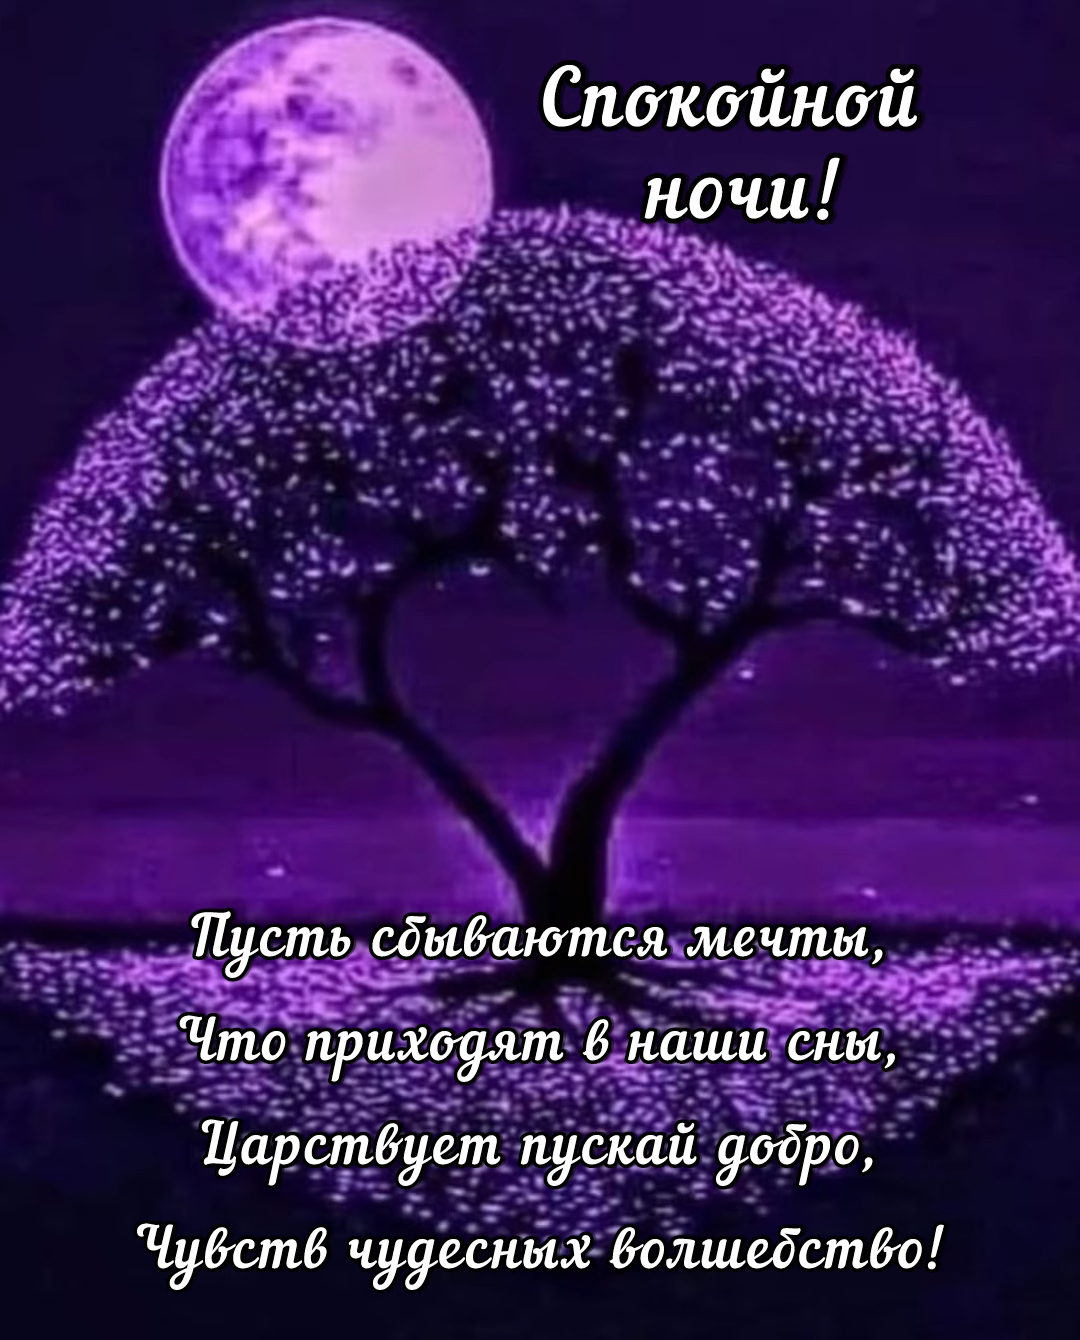 Спокойной
ночи!
Пусть сбываются мечты,
Что приходят в наши сны,
Царствует пускай добро,
Чувств чудесных волшебство!